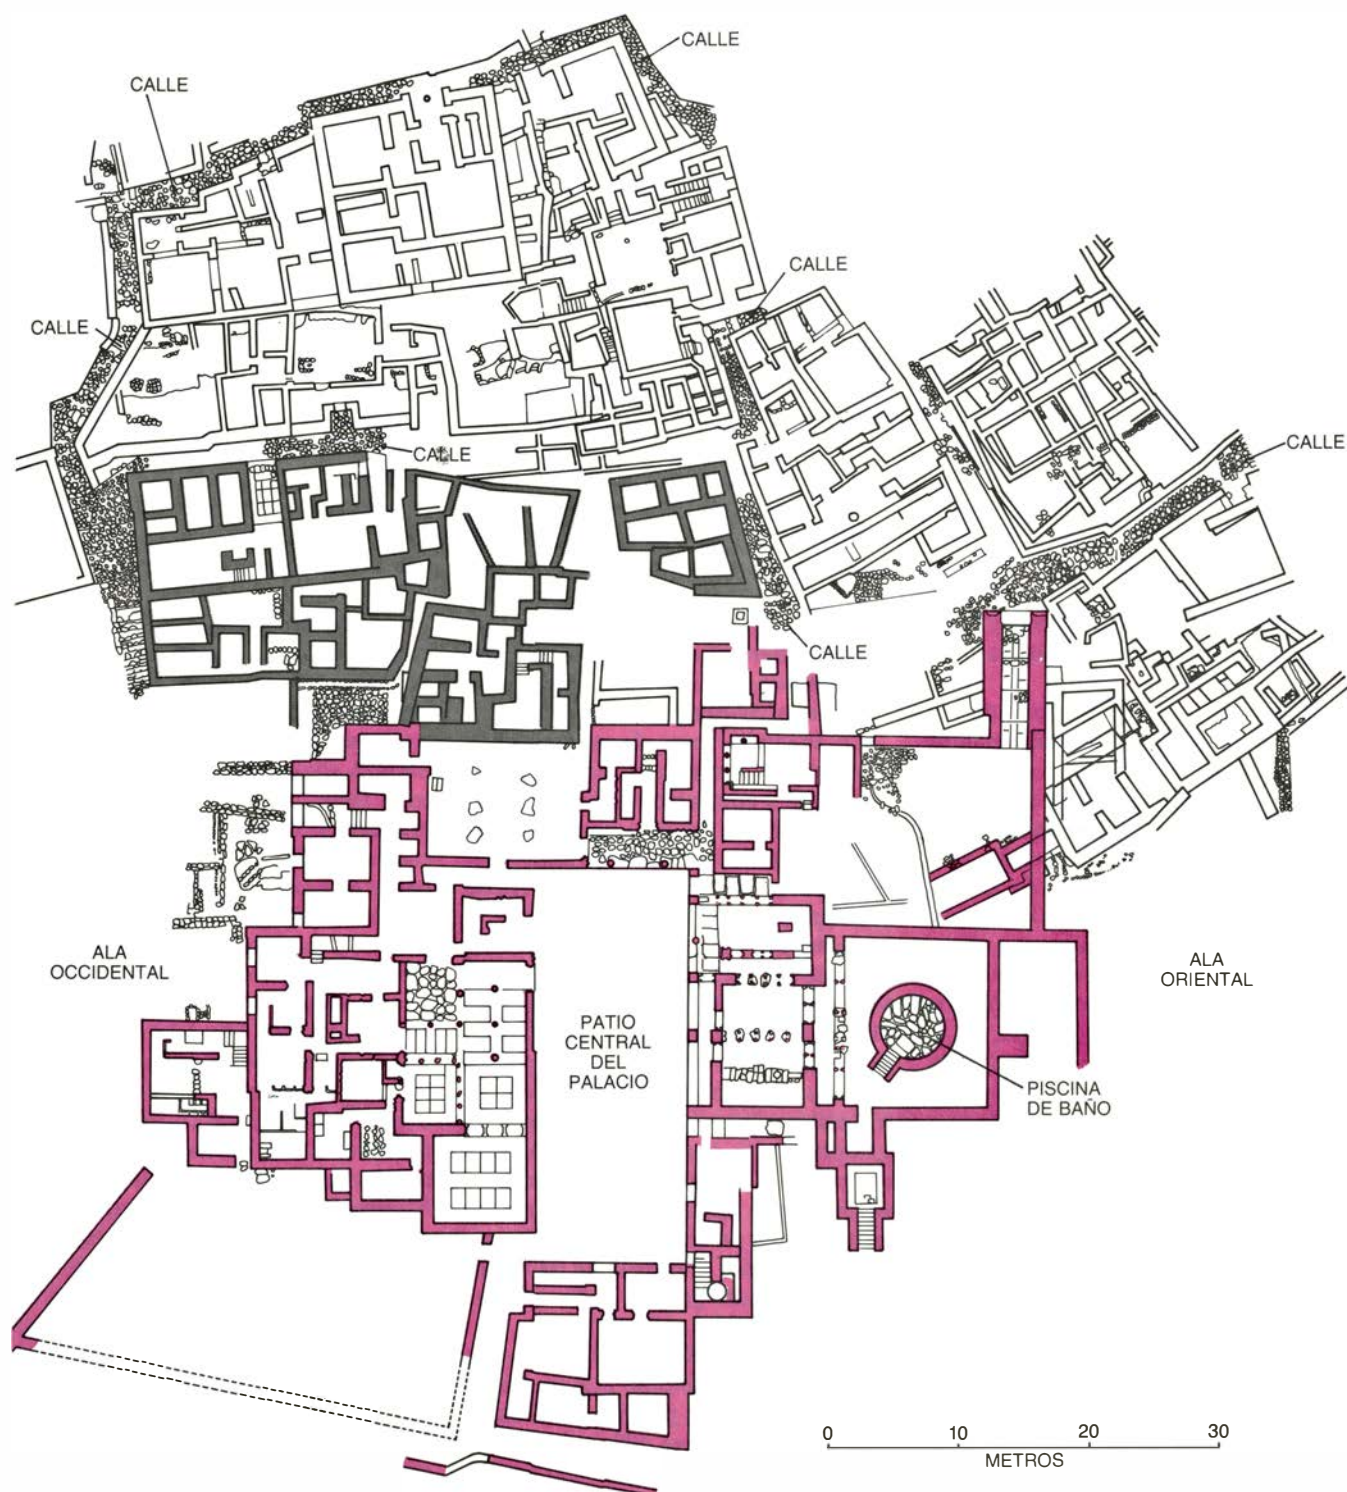 CALLE
CALLE
CALLE
CALLE
CALLE
CALLE
CALLE
ALA
OCCIDENTAL
PATIO
CENTRAL
DEL
PALACIO
ALA
ORIENTAL
PISCINA
DE BAÑO
0 10 20 30
METROS